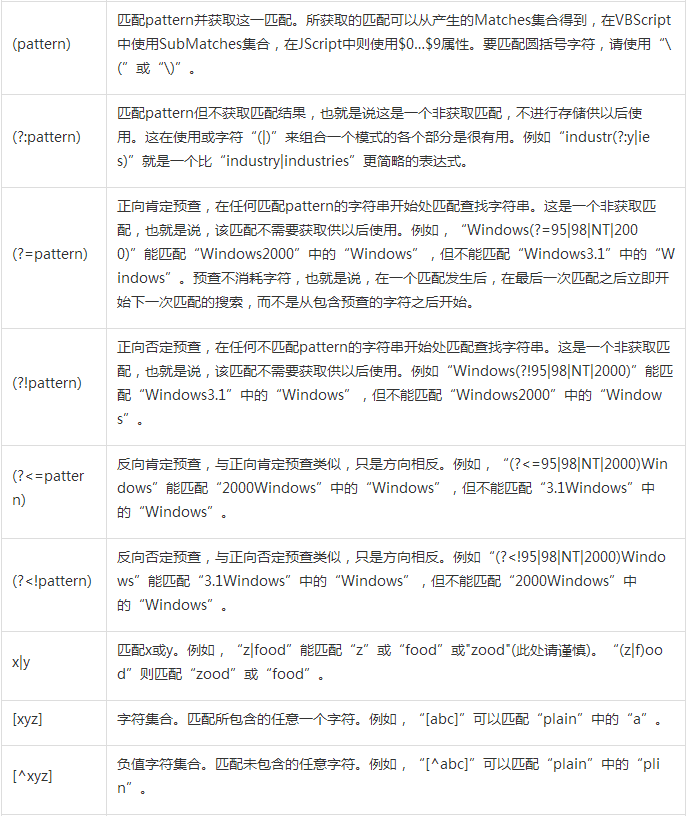 (pattern)
匹配pattern并获取这一匹配。所获取的匹配可以从产生的Matches集合得到，在VBScript
中使用SubMatches集合，在JScript中则使用$0…$9属性。要匹配圆括号字符，请使用“\
(”或“\)”。
(?:pattern)
匹配pattern但不获取匹配结果，也就是说这是一个非获取匹配，不进行存储供以后使
用。这在使用或字符“(|)”来组合一个模式的各个部分是很有用。例如“industr(?:y|ie
s)”就是一个比“industry|industries”更简略的表达式。
(?=pattern)
正向肯定预查，在任何匹配pattern的字符串开始处匹配查找字符串。这是一个非获取匹
配，也就是说，该匹配不需要获取供以后使用。例如，“Windows(?=95|98|NT|200
0)”能匹配“Windows2000”中的“Windows”，但不能匹配“Windows3.1”中的“W
indows”。预查不消耗字符，也就是说，在一个匹配发生后，在最后一次匹配之后立即开
始下一次匹配的搜索，而不是从包含预查的字符之后开始。
(?!pattern)
正向否定预查，在任何不匹配pattern的字符串开始处匹配查找字符串。这是一个非获取匹
配，也就是说，该匹配不需要获取供以后使用。例如“Windows(?!95|98|NT|2000)”能匹
配“Windows3.1”中的“Windows”，但不能匹配“Windows2000”中的“Window
s”。
(?<=patter
n)
反向肯定预查，与正向肯定预查类似，只是方向相反。例如，“(?<=95|98|NT|2000)Win
dows”能匹配“2000Windows”中的“Windows”，但不能匹配“3.1Windows”中
的“Windows”。
(?<!pattern)
反向否定预查，与正向否定预查类似，只是方向相反。例如“(?<!95|98|NT|2000)Windo
ws”能匹配“3.1Windows”中的“Windows”，但不能匹配“2000Windows”中
的“Windows”。
x|y
匹配x或y。例如，“z|food”能匹配“z”或“food”或"zood"(此处请谨慎)。“(z|f)oo
d”则匹配“zood”或“food”。
[xyz]
字符集合。匹配所包含的任意一个字符。例如，“[abc]”可以匹配“plain”中的“a”。
[^xyz]
负值字符集合。匹配未包含的任意字符。例如，“[^abc]”可以匹配“plain”中的“pli
n”。